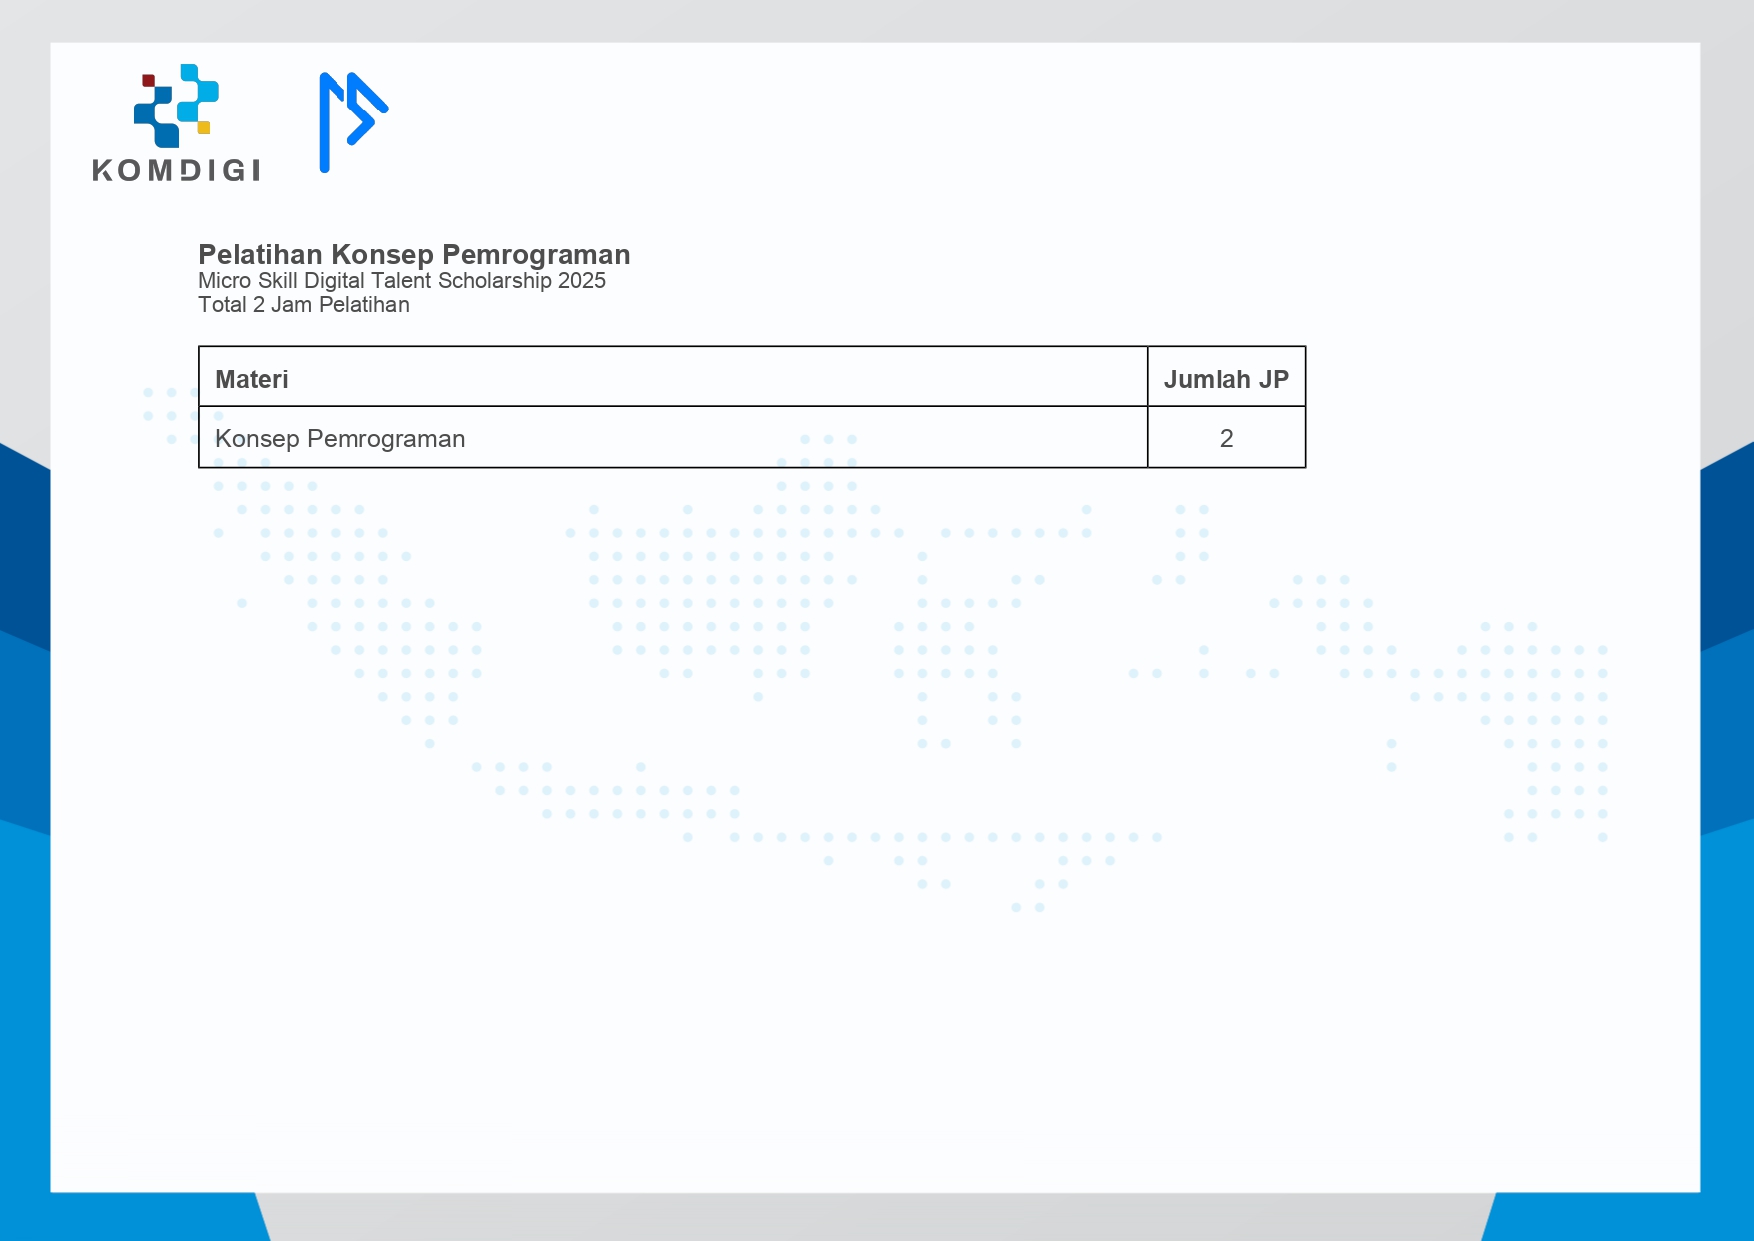 KOMDIGI
Pelatihan Konsep Pemrograman
Micro Skill Digital Talent Scholarship 2025
Total 2 Jam Pelatihan
Materi Jumlah JP
Konsep Pemrograman 2